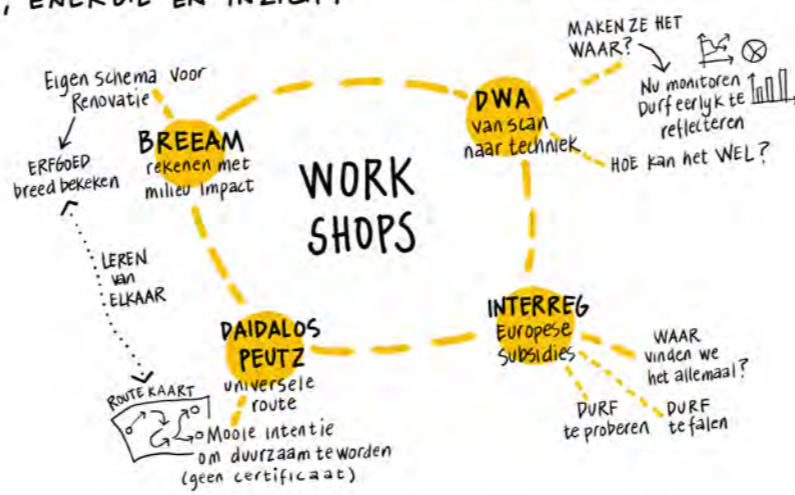 , ENERGIE EN INZICHT
WORK
SHOPS
BREEAM
rekenen met
milieu impact
Eigen schema voor
Renovatie
ERFGOED
breed bekeken
LEREN
van
ELKAAR
DWA
van scan
naar techniek
MAKEN ZE HET
WAAR?
Nu monitoren
Durf eerlijk te
reflecteren
HOE kan het WEL?
INTERREG
Europese
subsidies
WAAR
vinden we
het allemaal?
DURF
te falen
DURF
te proberen
DAIDALOS
PEUTZ
universele
route
Mooie intentie
om duurzaam te worden
(geen certificaat)
ROUTE KAART